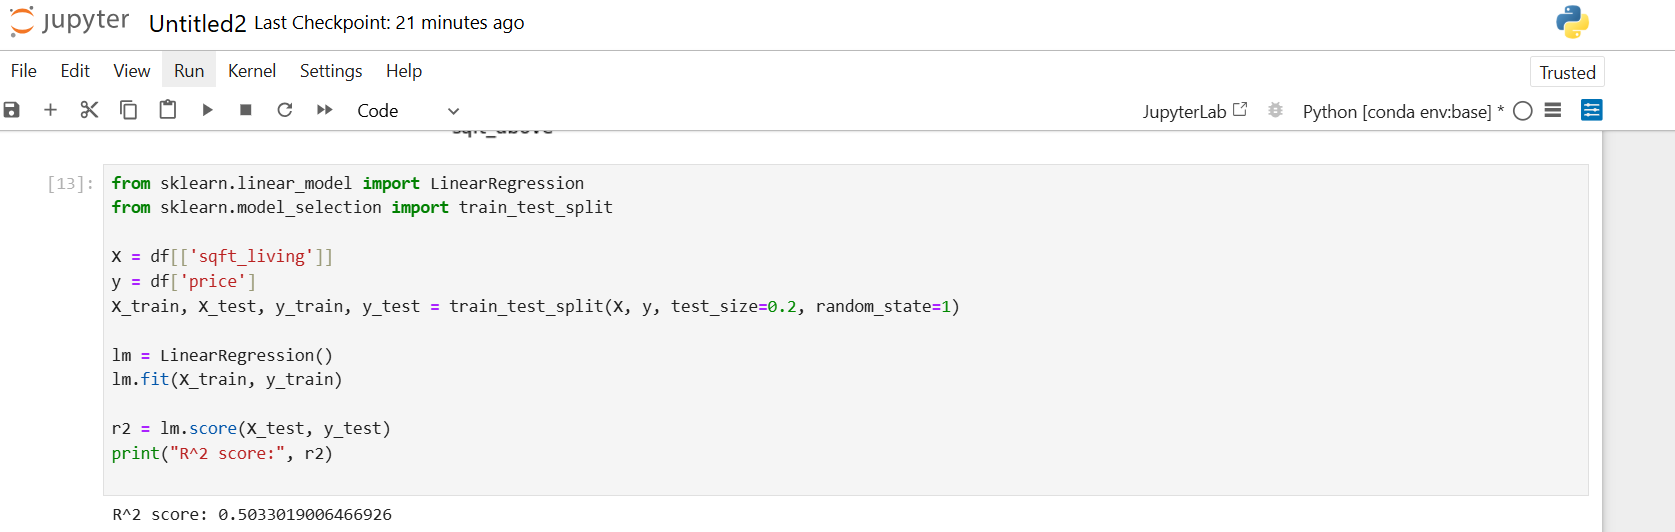 jupyter Untitled2 Last Checkpoint: 21 minutes ago
File Edit View Run Kernel Settings Help Trusted
Code JupyterLab Python [conda env:base] *
sqft_above
[13]:
from sklearn.linear_model import LinearRegression
from sklearn.model_selection import train_test_split
X = df[['sqft_living']]
y = df['price']
X_train, X_test, y_train, y_test = train_test_split(X, y, test_size=0.2, random_state=1)
lm = LinearRegression()
lm.fit(X_train, y_train)
r2 = lm.score(X_test, y_test)
print("R^2 score:", r2)
R^2 score: 0.5033019006466926